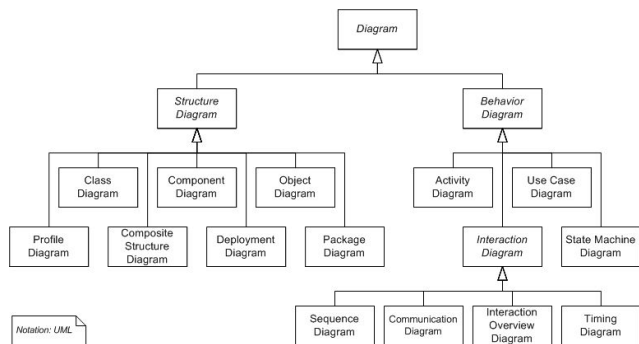 Diagram
Structure
Diagram
Behavior
Diagram
Class
Diagram
Component
Diagram
Object
Diagram
Activity
Diagram
Use Case
Diagram
Profile
Diagram
Composite
Structure
Diagram
Deployment
Diagram
Package
Diagram
Interaction
Diagram
State Machine
Diagram
Sequence
Diagram
Communication
Diagram
Interaction
Overview
Diagram
Timing
Diagram
Notation: UML